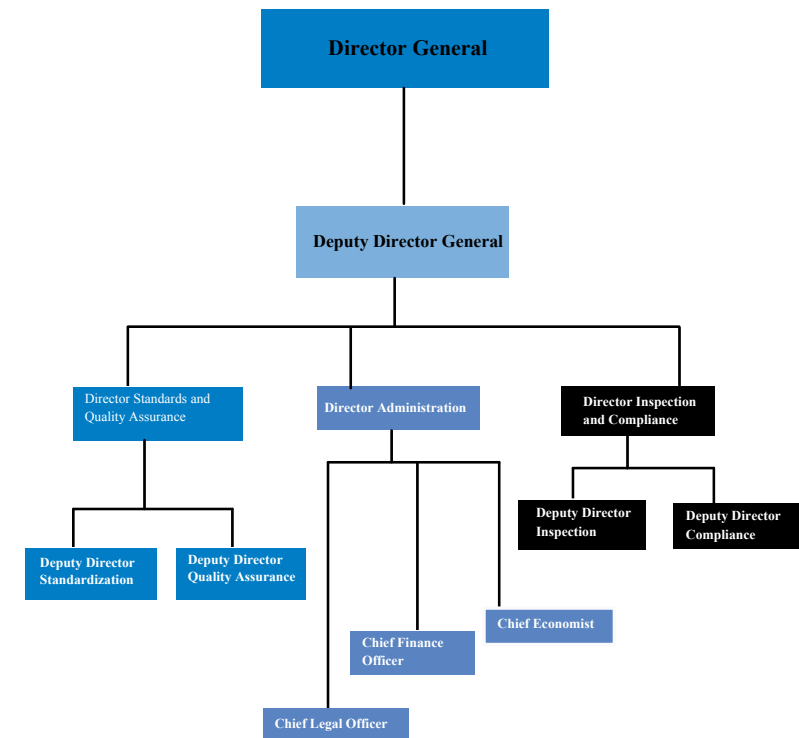 Director General
Deputy Director General
Director Standards and
Quality Assurance
Director Administration
Director Inspection
and Compliance
Deputy Director
Standardization
Deputy Director
Quality Assurance
Deputy Director
Inspection
Deputy Director
Compliance
Chief Economist
Chief Finance
Officer
Chief Legal Officer